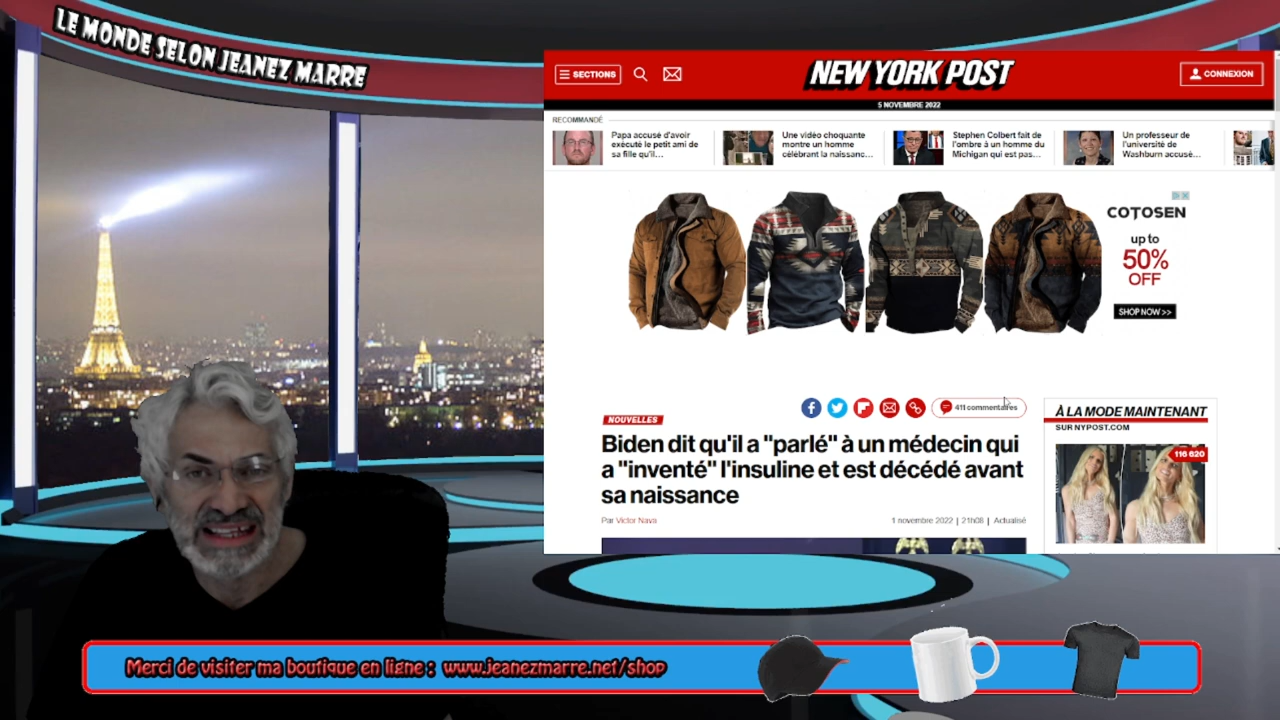 LE MONDE SELON JEANEZ MARRE
SECTIONS
NEW YORK POST
CONNEXION
5 NOVEMBRE 2022
RECOMMANDÉ
Papa accusé d'avoir
exécuté le petit ami de
sa fille qu'il...
Une vidéo choquante
montre un homme
célébrant la naissanc...
Stephen Colbert fait de
l'ombre à un homme du
Michigan qui est pas...
Un professeur de
l'université de
Washburn accusé...
COTOSEN
up to
50%
OFF
SHOP NOW >>
411 commentaires
NOUVELLES
Biden dit qu'il a "parlé" à un médecin qui
a "inventé" l'insuline et est décédé avant
sa naissance
Par Victor Nava
1 novembre 2022 | 21h08 | Actualisé
À LA MODE MAINTENANT
SUR NYPOST.COM
116 620
Merci de visiter ma boutique en ligne : www.jeanezmarre.net/shop